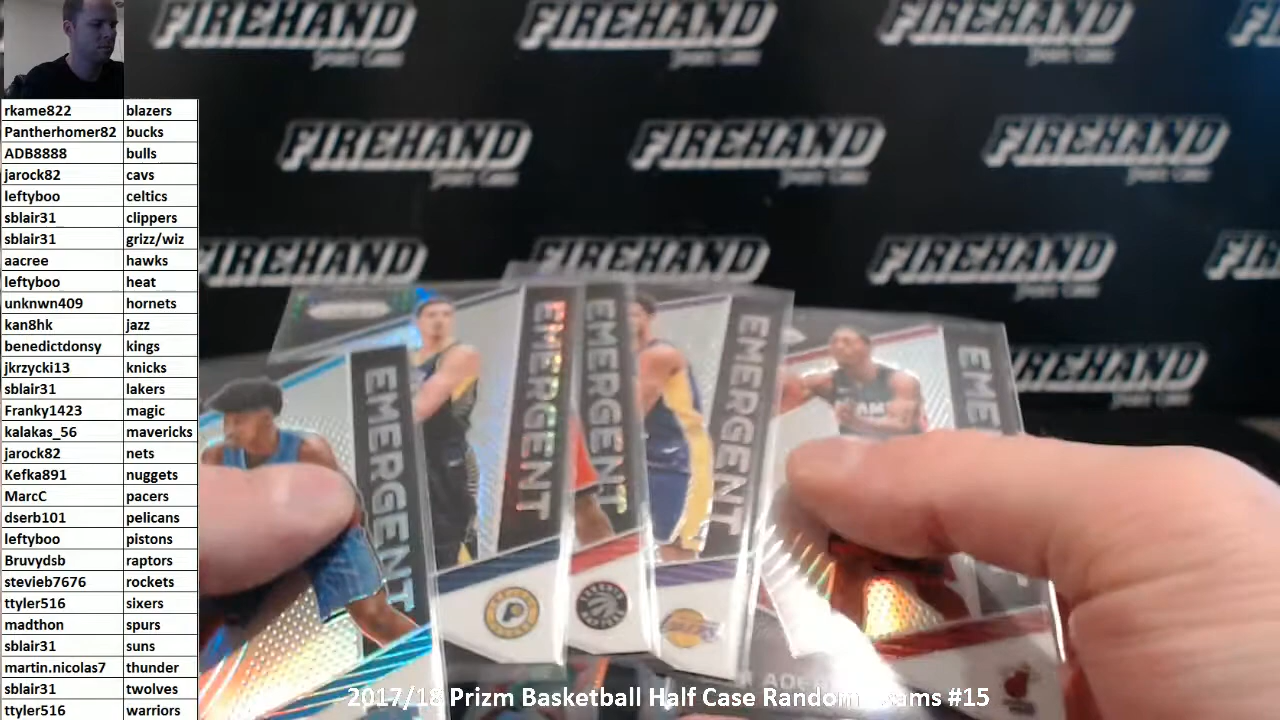 FIREHAND FIREHAND FIREHAND
Sports Cards
FIREHAND FIREHAND FIREHAND
FIREHAND FIREHAND
FIREHAND
rkame822 blazers
Pantherhomer82 bucks
ADB8888 bulls
jarock82 cavs
leftyboo celtics
sblair31 clippers
sblair31 grizz/wiz
aacree hawks
leftyboo heat
unknwn409 hornets
kan8hk jazz
benedictdonsy kings
jkrzycki13 knicks
sblair31 lakers
Franky1423 magic
kalakas_56 mavericks
jarock82 nets
Kefka891 nuggets
MarcC pacers
dserb101 pelicans
leftyboo pistons
Bruvydsb raptors
stevieb7676 rockets
ttyler516 sixers
madthon spurs
sblair31 suns
martin.nicolas7 thunder
sblair31 twolves
ttyler516 warriors
EMERGENT
EMERGENT
EMERGENT
EMERGENT
2017/18 Prizm Basketball Half Case Random Teams #15